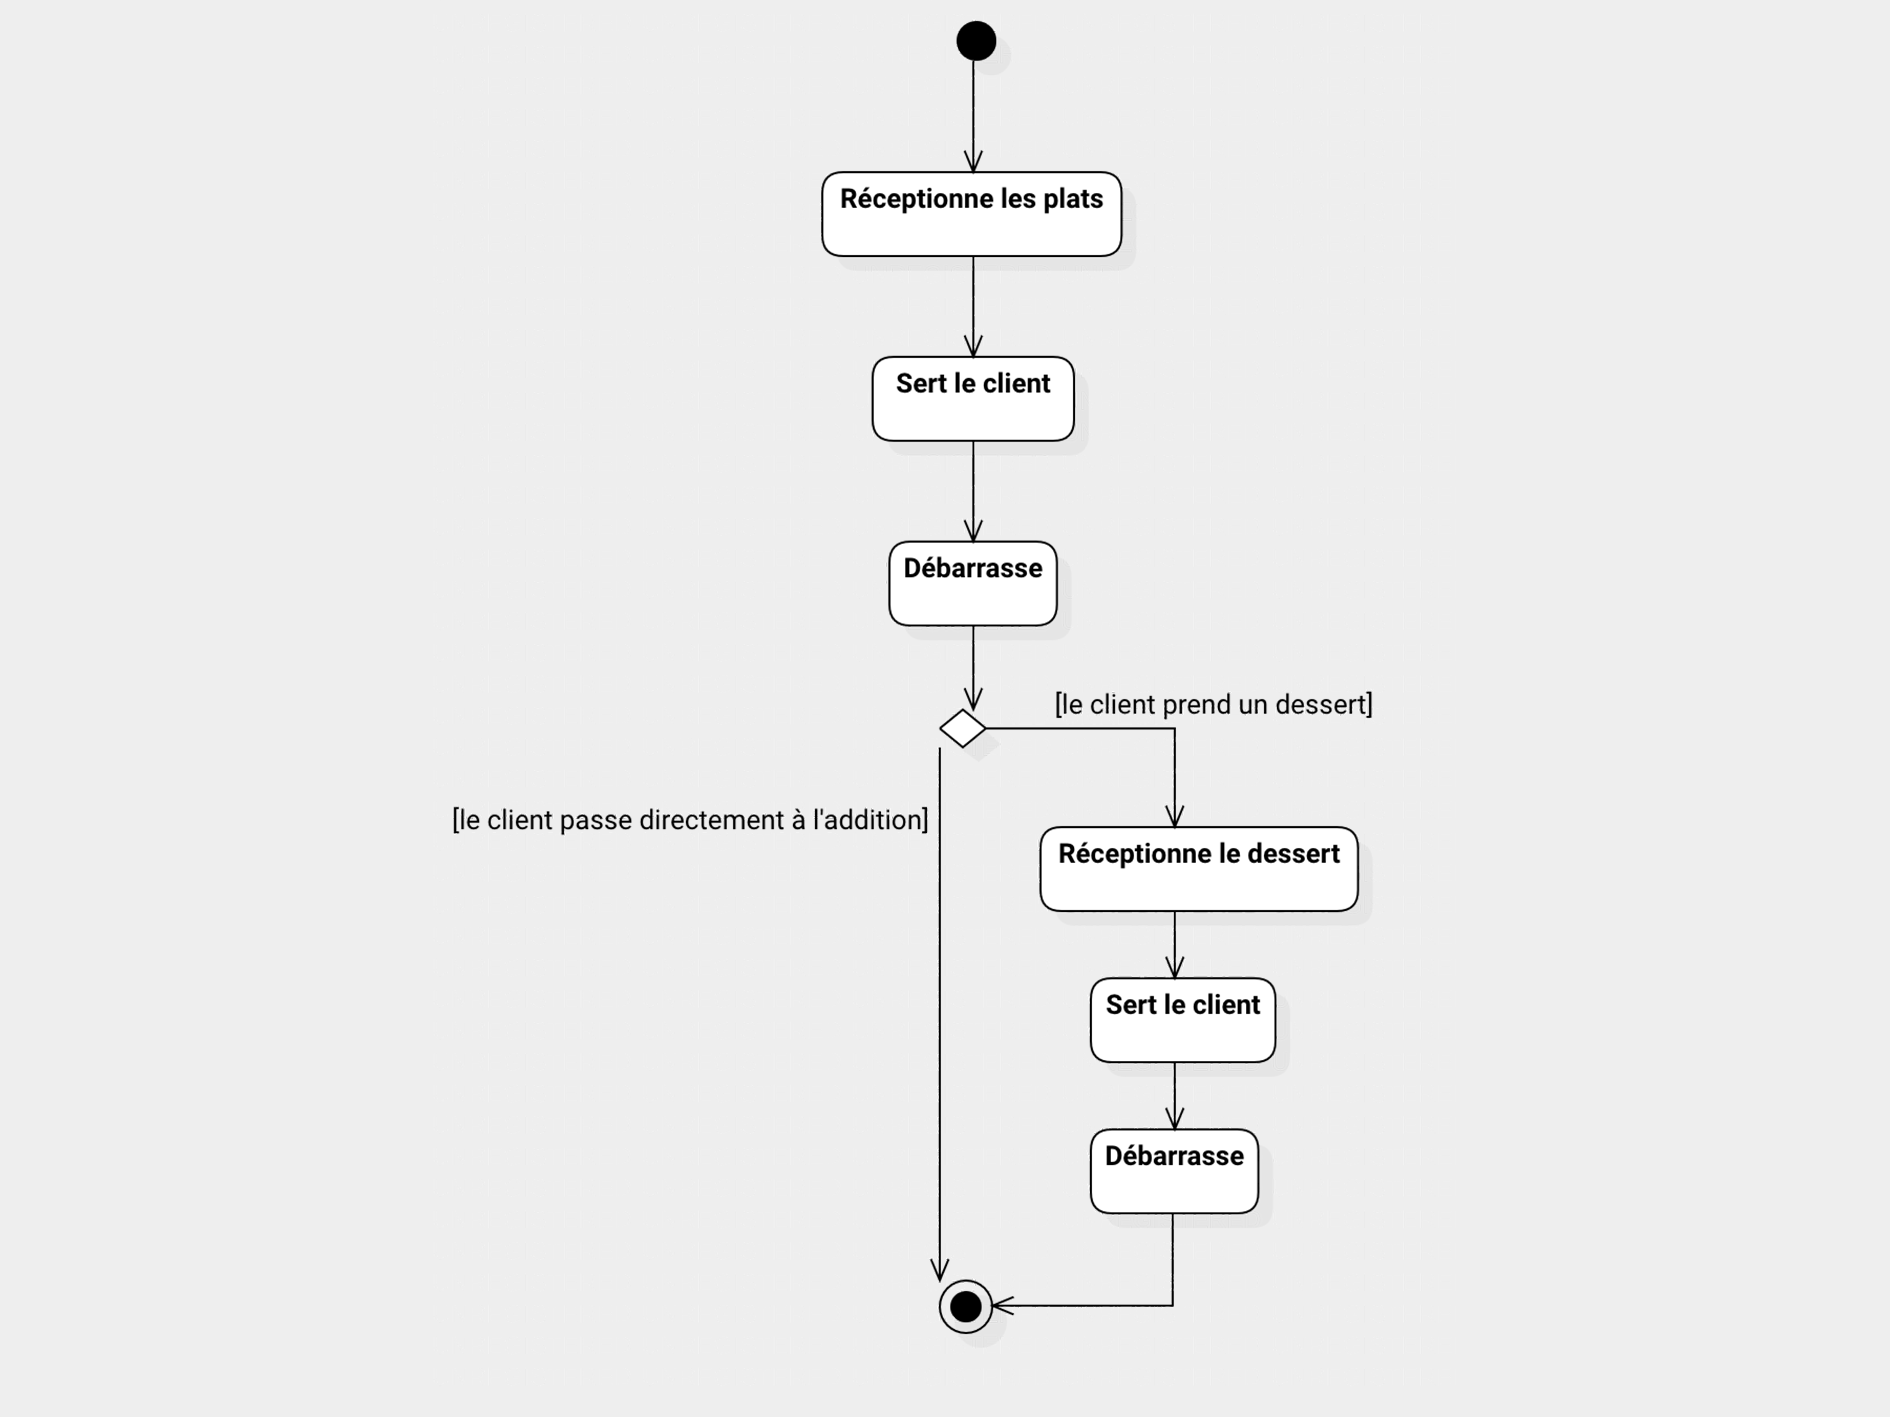 Réceptionne les plats
Sert le client
Débarrasse
[le client prend un dessert]
[le client passe directement à l'addition]
Réceptionne le dessert
Sert le client
Débarrasse